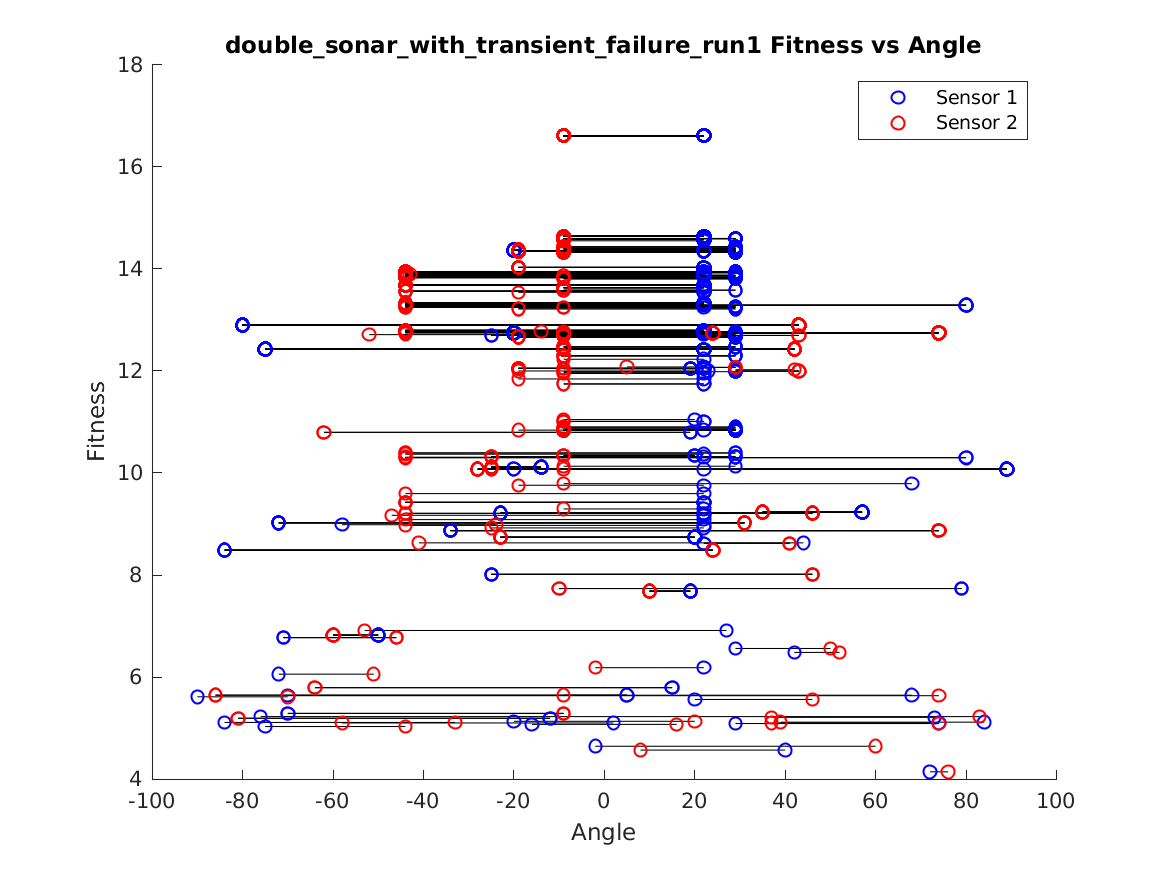 double_sonar_with_transient_failure_run1 Fitness vs Angle
18
16
14
12
10
8
6
4
Fitness
Sensor 1
Sensor 2
-100 -80 -60 -40 -20 0 20 40 60 80 100
Angle